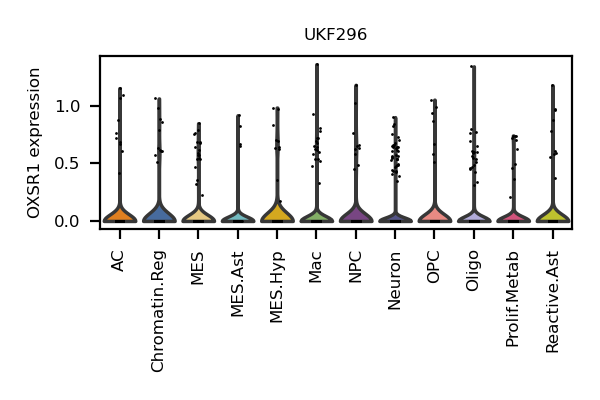 UKF296
OXSR1 expression
1.0
0.5
0.0
AC
Chromatin.Reg
MES
MES.Ast
MES.Hyp
Mac
NPC
Neuron
OPC
Oligo
Prolif.Metab
Reactive.Ast